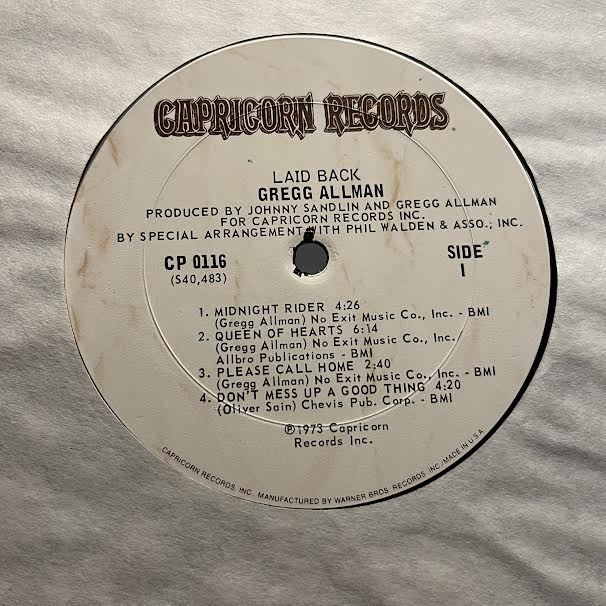 CAPRICORN RECORDS
LAID BACK
GREGG ALLMAN
PRODUCED BY JOHNNY SANDLIN AND GREGG ALLMAN
FOR CAPRICORN RECORDS INC.
BY SPECIAL ARRANGEMENT WITH PHIL WALDEN & ASSO., INC.
CP 0116
(S40,483)
SIDE
1
1. MIDNIGHT RIDER 4:26
(Gregg Allman) No Exit Music Co., Inc. - BMI
2. QUEEN OF HEARTS 6:14
(Gregg Allman) No Exit Music Co., Inc.
Allbro Publications - BMI
3. PLEASE CALL HOME 2:40
(Gregg Allman) No Exit Music Co., Inc. - BMI
4. DON'T MESS UP A GOOD THING 4:20
(Oliver Sain) Chevis Pub. Corp. - BMI
℗1973 Capricorn
Records Inc.
CAPRICORN RECORDS, INC., MANUFACTURED BY WARNER BROS. RECORDS INC., MADE IN U.S.A.